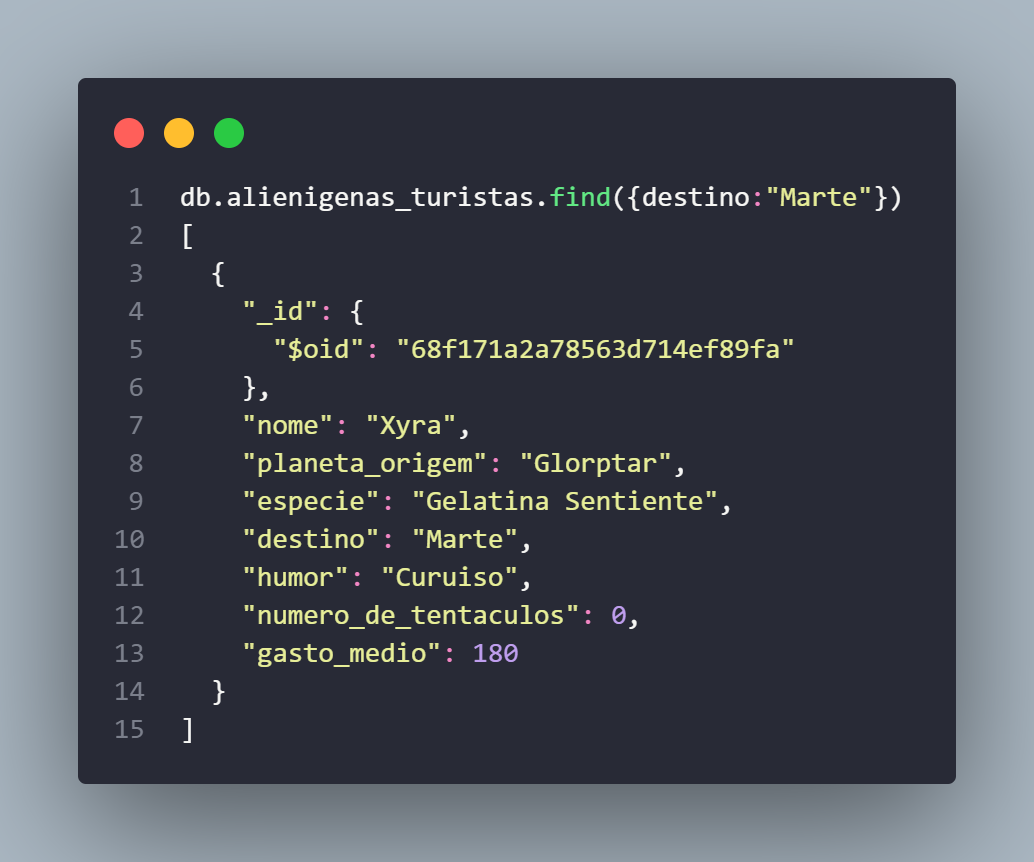 1 db.alienigenas_turistas.find({destino:"Marte"})
2 [
3   {
4     "_id": {
5       "$oid": "68f171a2a78563d714ef89fa"
6     },
7     "nome": "Xyra",
8     "planeta_origem": "Glorptar",
9     "especie": "Gelatina Sentiente",
10     "destino": "Marte",
11     "humor": "Curuiso",
12     "numero_de_tentaculos": 0,
13     "gasto_medio": 180
14   }
15 ]